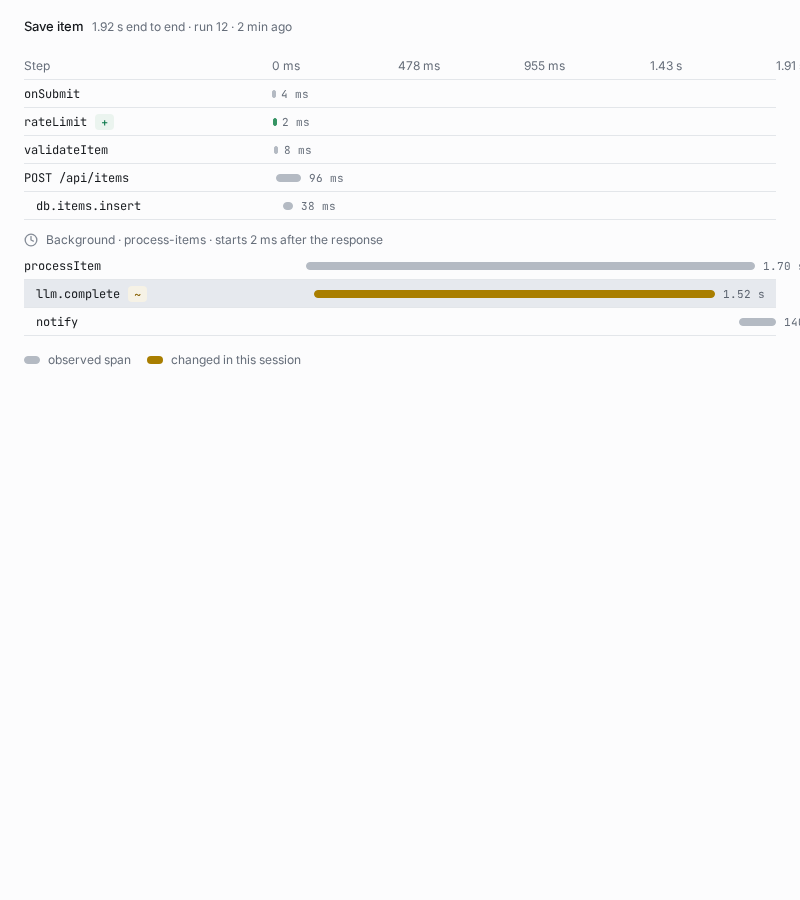 Save item 1.92 s end to end · run 12 · 2 min ago
Step 0 ms 478 ms 955 ms 1.43 s 1.91
onSubmit 4 ms
rateLimit + 2 ms
validateItem 8 ms
POST /api/items 96 ms
db.items.insert 38 ms
Background · process-items · starts 2 ms after the response
processItem 1.70
llm.complete ~ 1.52 s
notify
observed span changed in this session